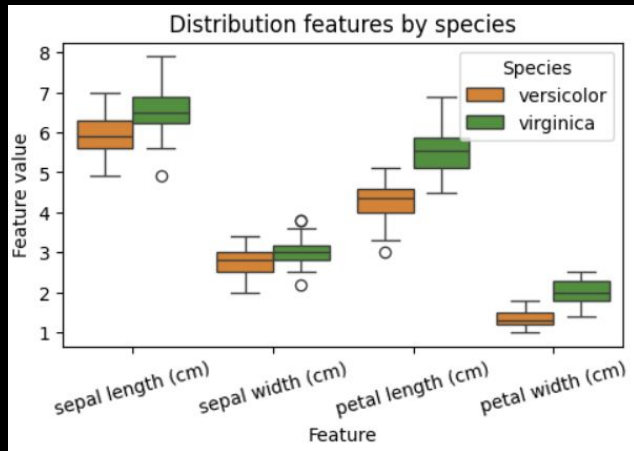 Distribution features by species
8
7
6
5
4
3
2
1
Feature value
Species
versicolor
virginica
sepal length (cm)
sepal width (cm)
petal length (cm)
petal width (cm)
Feature